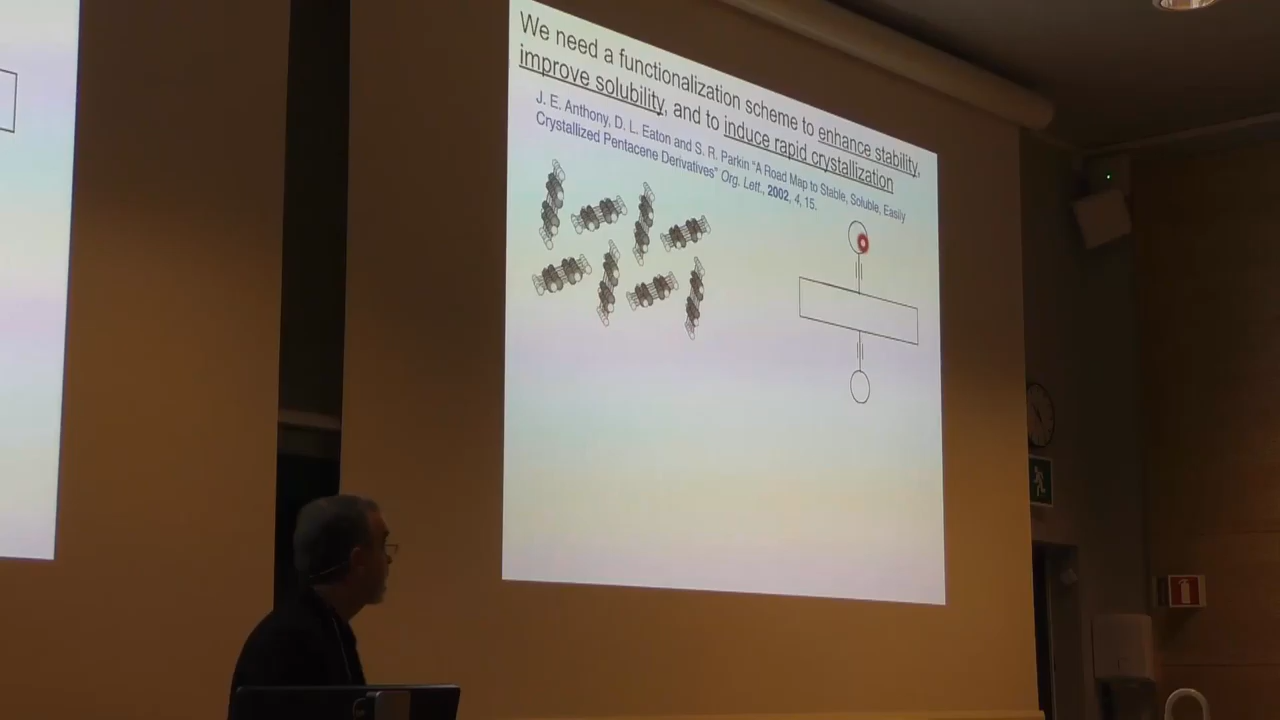 We need a functionalization scheme to enhance stability,
improve solubility, and to induce rapid crystallization
J. E. Anthony, D. L. Eaton and S. R. Parkin "A Road Map to Stable, Soluble, Easily
Crystallized Pentacene Derivatives" Org. Lett., 2002, 4, 15.